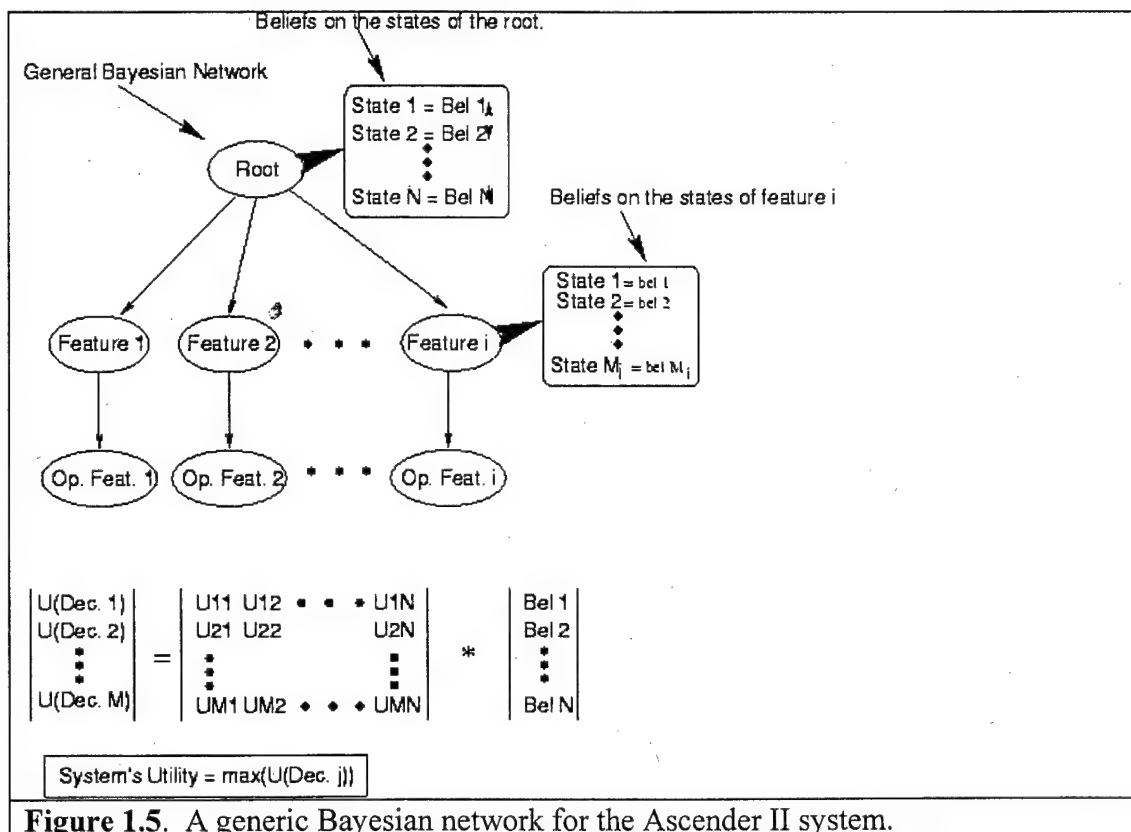 Beliefs on the states of the root.
General Bayesian Network
State 1 = Bel 1
State 2 = Bel 2
State N = Bel N
Root
Beliefs on the states of feature i
State 1 = bel 1
State 2 = bel 2
State Mi = bel Mi
Feature 1 Feature 2 Feature i
Op. Feat. 1 Op. Feat. 2 Op. Feat. i
U(Dec. 1) U11 U12 • • • U1N Bel 1
U(Dec. 2) U21 U22 U2N Bel 2
= *
U(Dec. M) UM1 UM2 • • • UMN Bel N
System's Utility = max(U(Dec. j))
Figure 1.5. A generic Bayesian network for the Ascender II system.